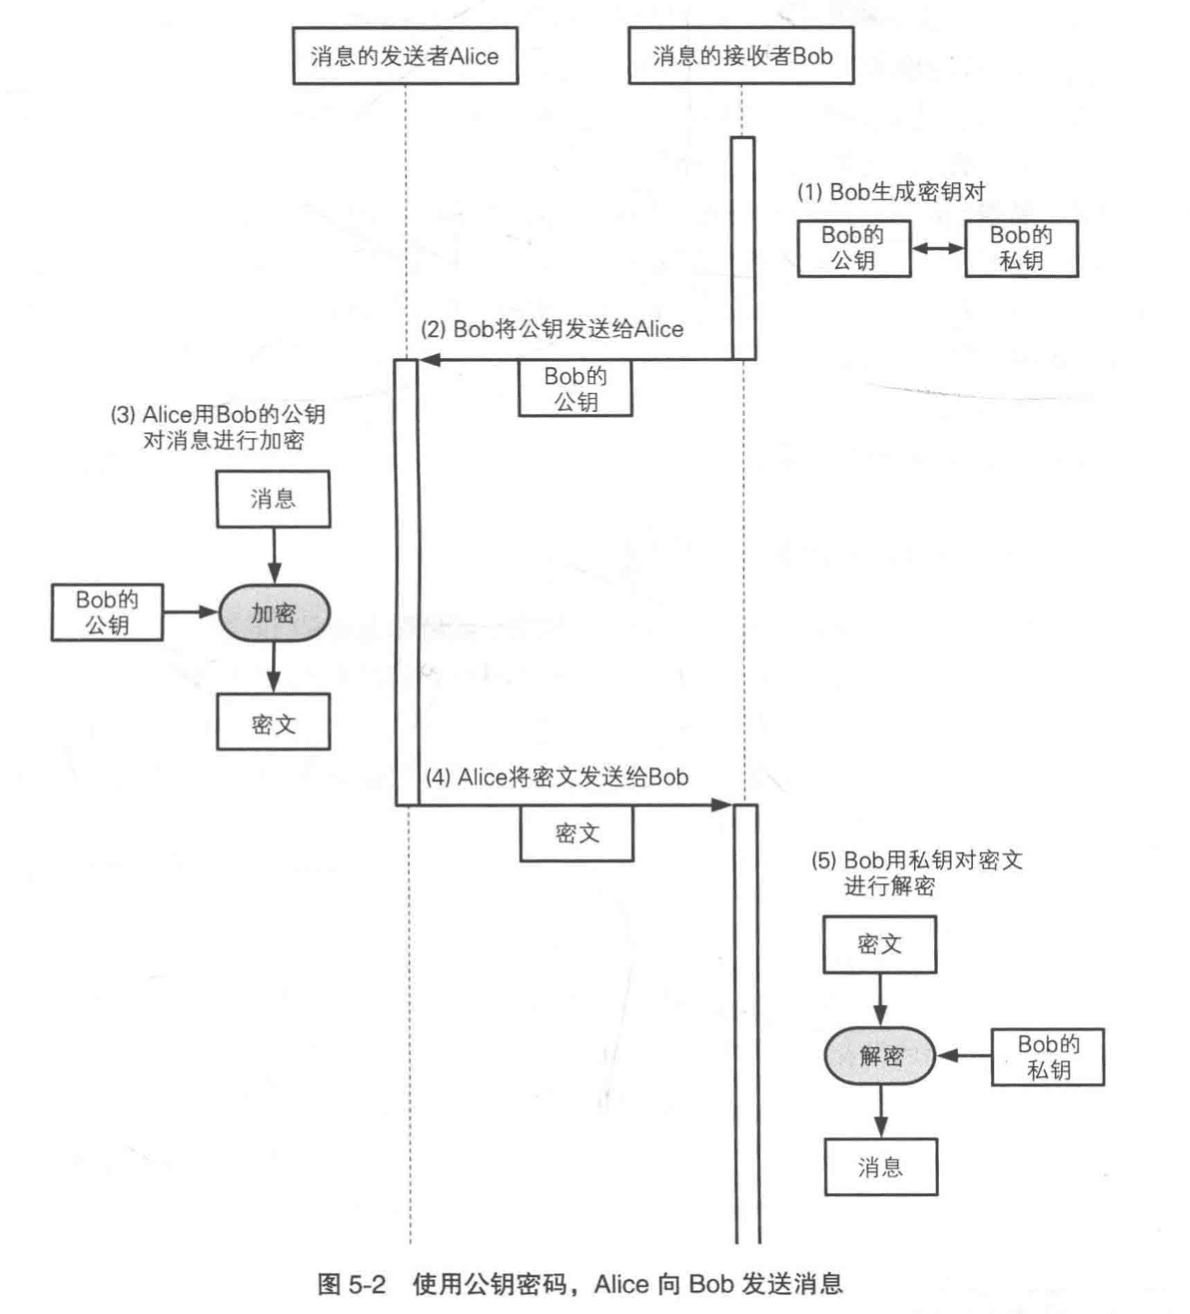 消息的发送者Alice
消息的接收者Bob
(1) Bob生成密钥对
Bob的
公钥
Bob的
私钥
(2) Bob将公钥发送给Alice
Bob的
公钥
(3) Alice用Bob的公钥
对消息进行加密
消息
Bob的
公钥
加密
密文
(4) Alice将密文发送给Bob
密文
(5) Bob用私钥对密文
进行解密
密文
解密
Bob的
私钥
消息
图 5-2 使用公钥密码，Alice 向 Bob 发送消息